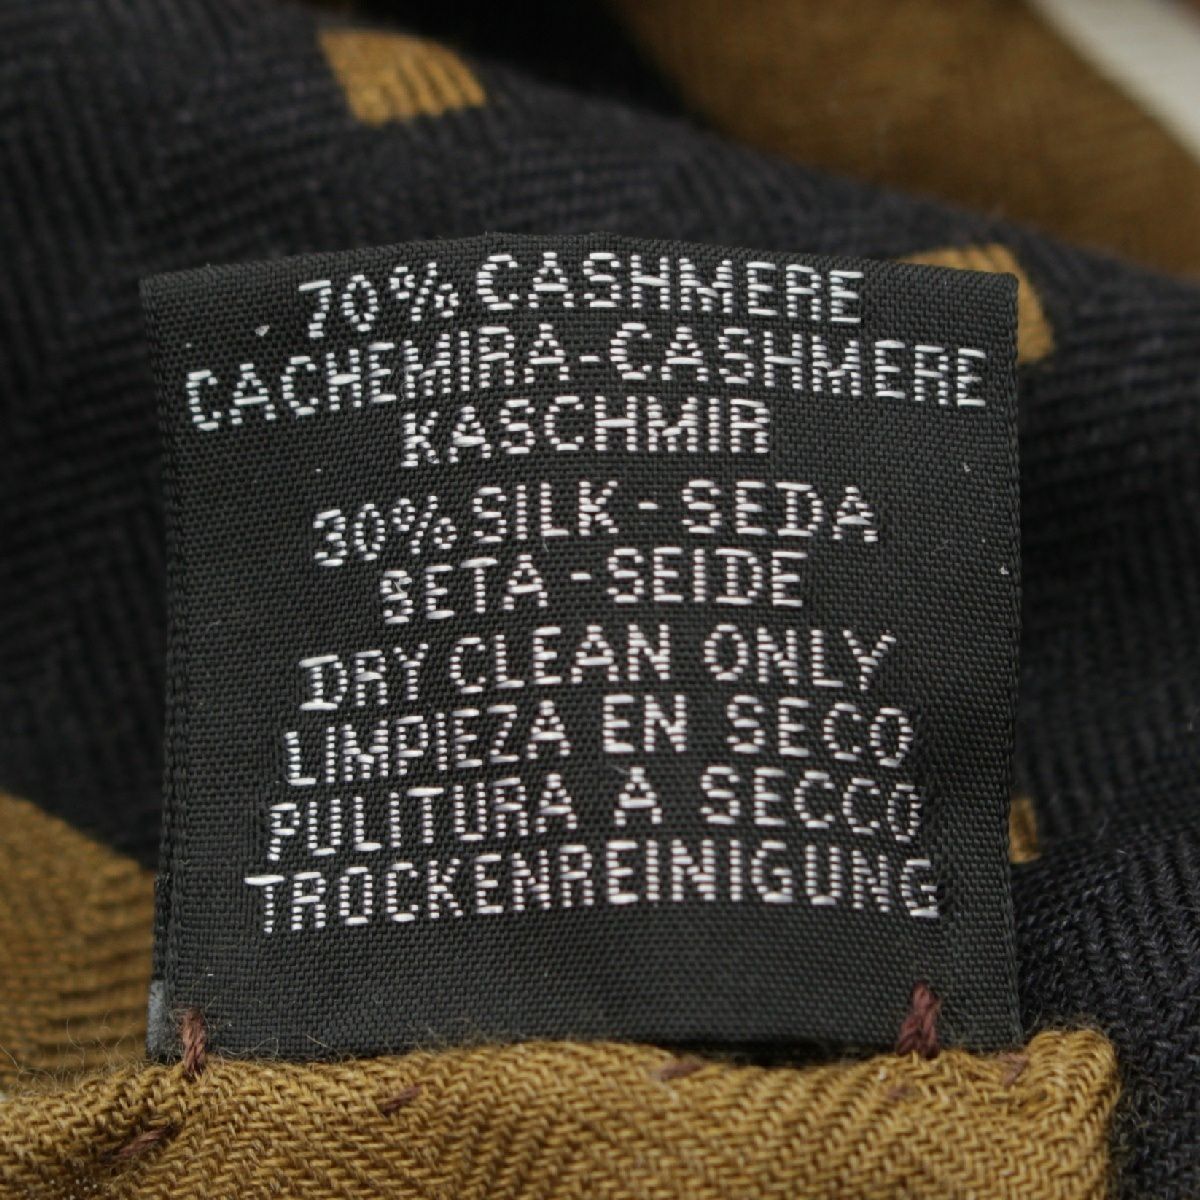 70% CASHMERE
CACHEMIRA-CASHMERE
KASCHMIR
30% SILK - SEDA
SETA - SEIDE
DRY CLEAN ONLY
LIMPIEZA EN SECO
PULITURA A SECCO
TROCKENREINIGUNG